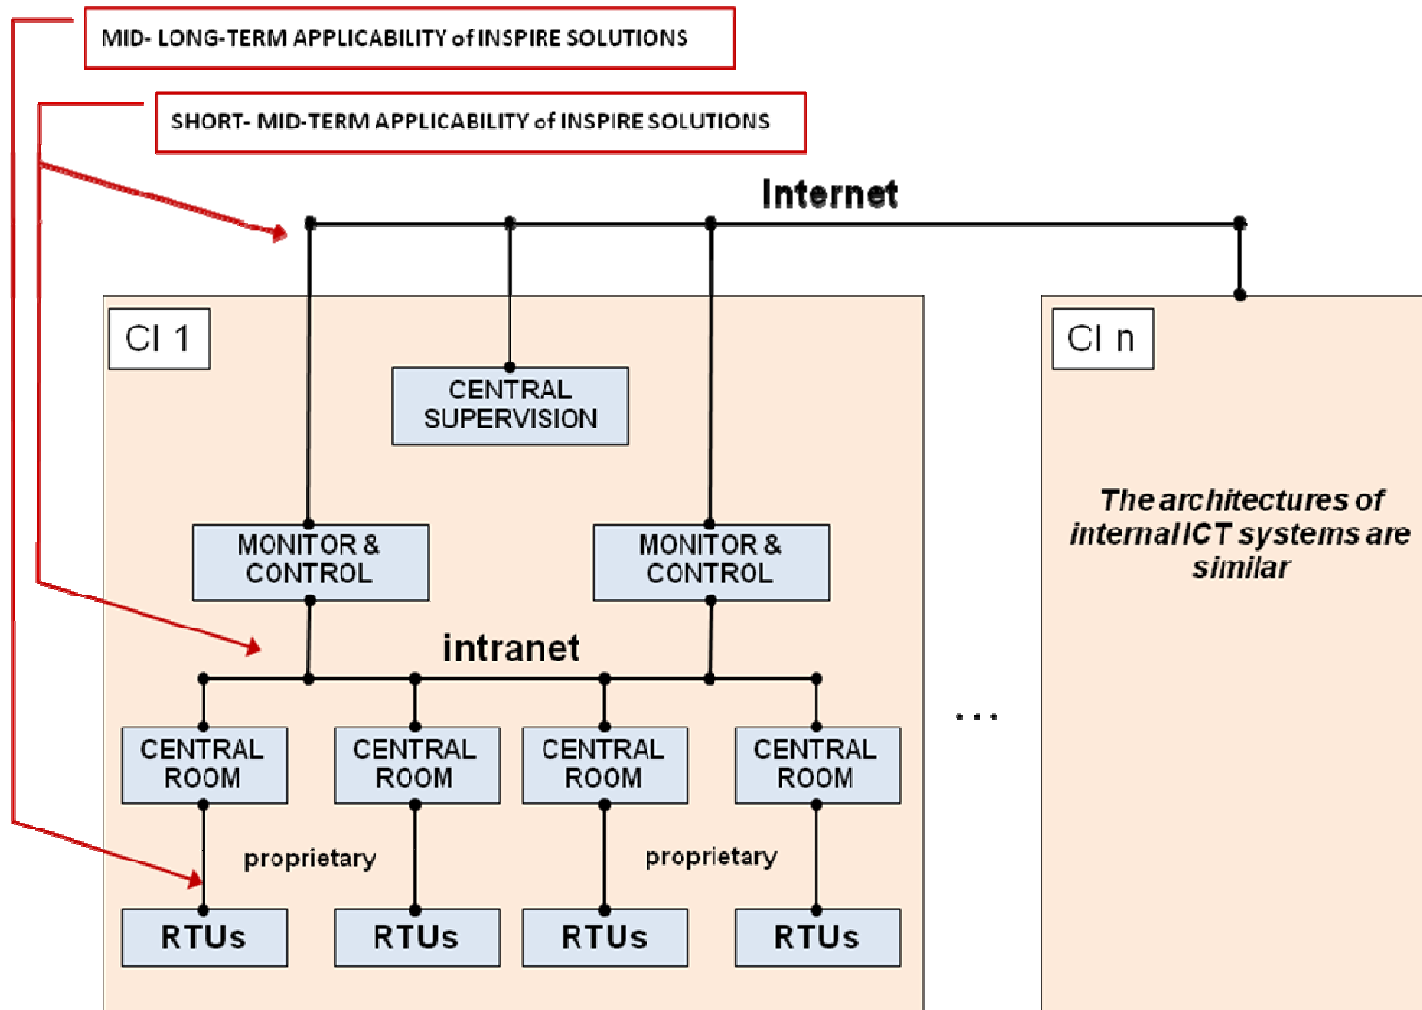 MID- LONG-TERM APPLICABILITY of INSPIRE SOLUTIONS
SHORT- MID-TERM APPLICABILITY of INSPIRE SOLUTIONS
Internet
CI 1
CI n
CENTRAL
SUPERVISION
The architectures of
internal ICT systems are
similar
MONITOR &
CONTROL
MONITOR &
CONTROL
intranet
...
CENTRAL
ROOM
CENTRAL
ROOM
CENTRAL
ROOM
CENTRAL
ROOM
proprietary
proprietary
RTUs
RTUs
RTUs
RTUs